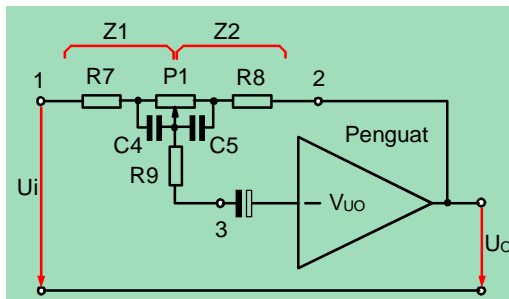 Z1 Z2
1 R7 P1 R8 2
C4 C5 Penguat
R9
Ui 3 – VUO UO